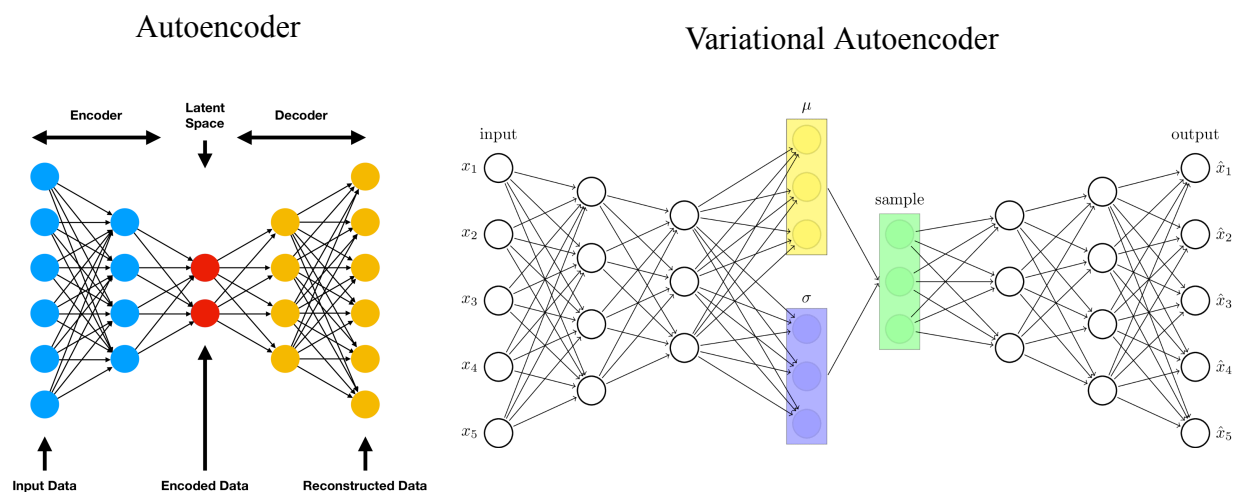 Autoencoder
Encoder
Latent
Space
Decoder
Input Data
Encoded Data
Reconstructed Data
Variational Autoencoder
input
x₁
x₂
x₃
x₄
x₅
μ
σ
sample
output
x̂₁
x̂₂
x̂₃
x̂₄
x̂₅